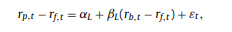 r_{p,t} − r_{f,t} = α_L + β_L(r_{b,t} − r_{f,t}) + ε_t,